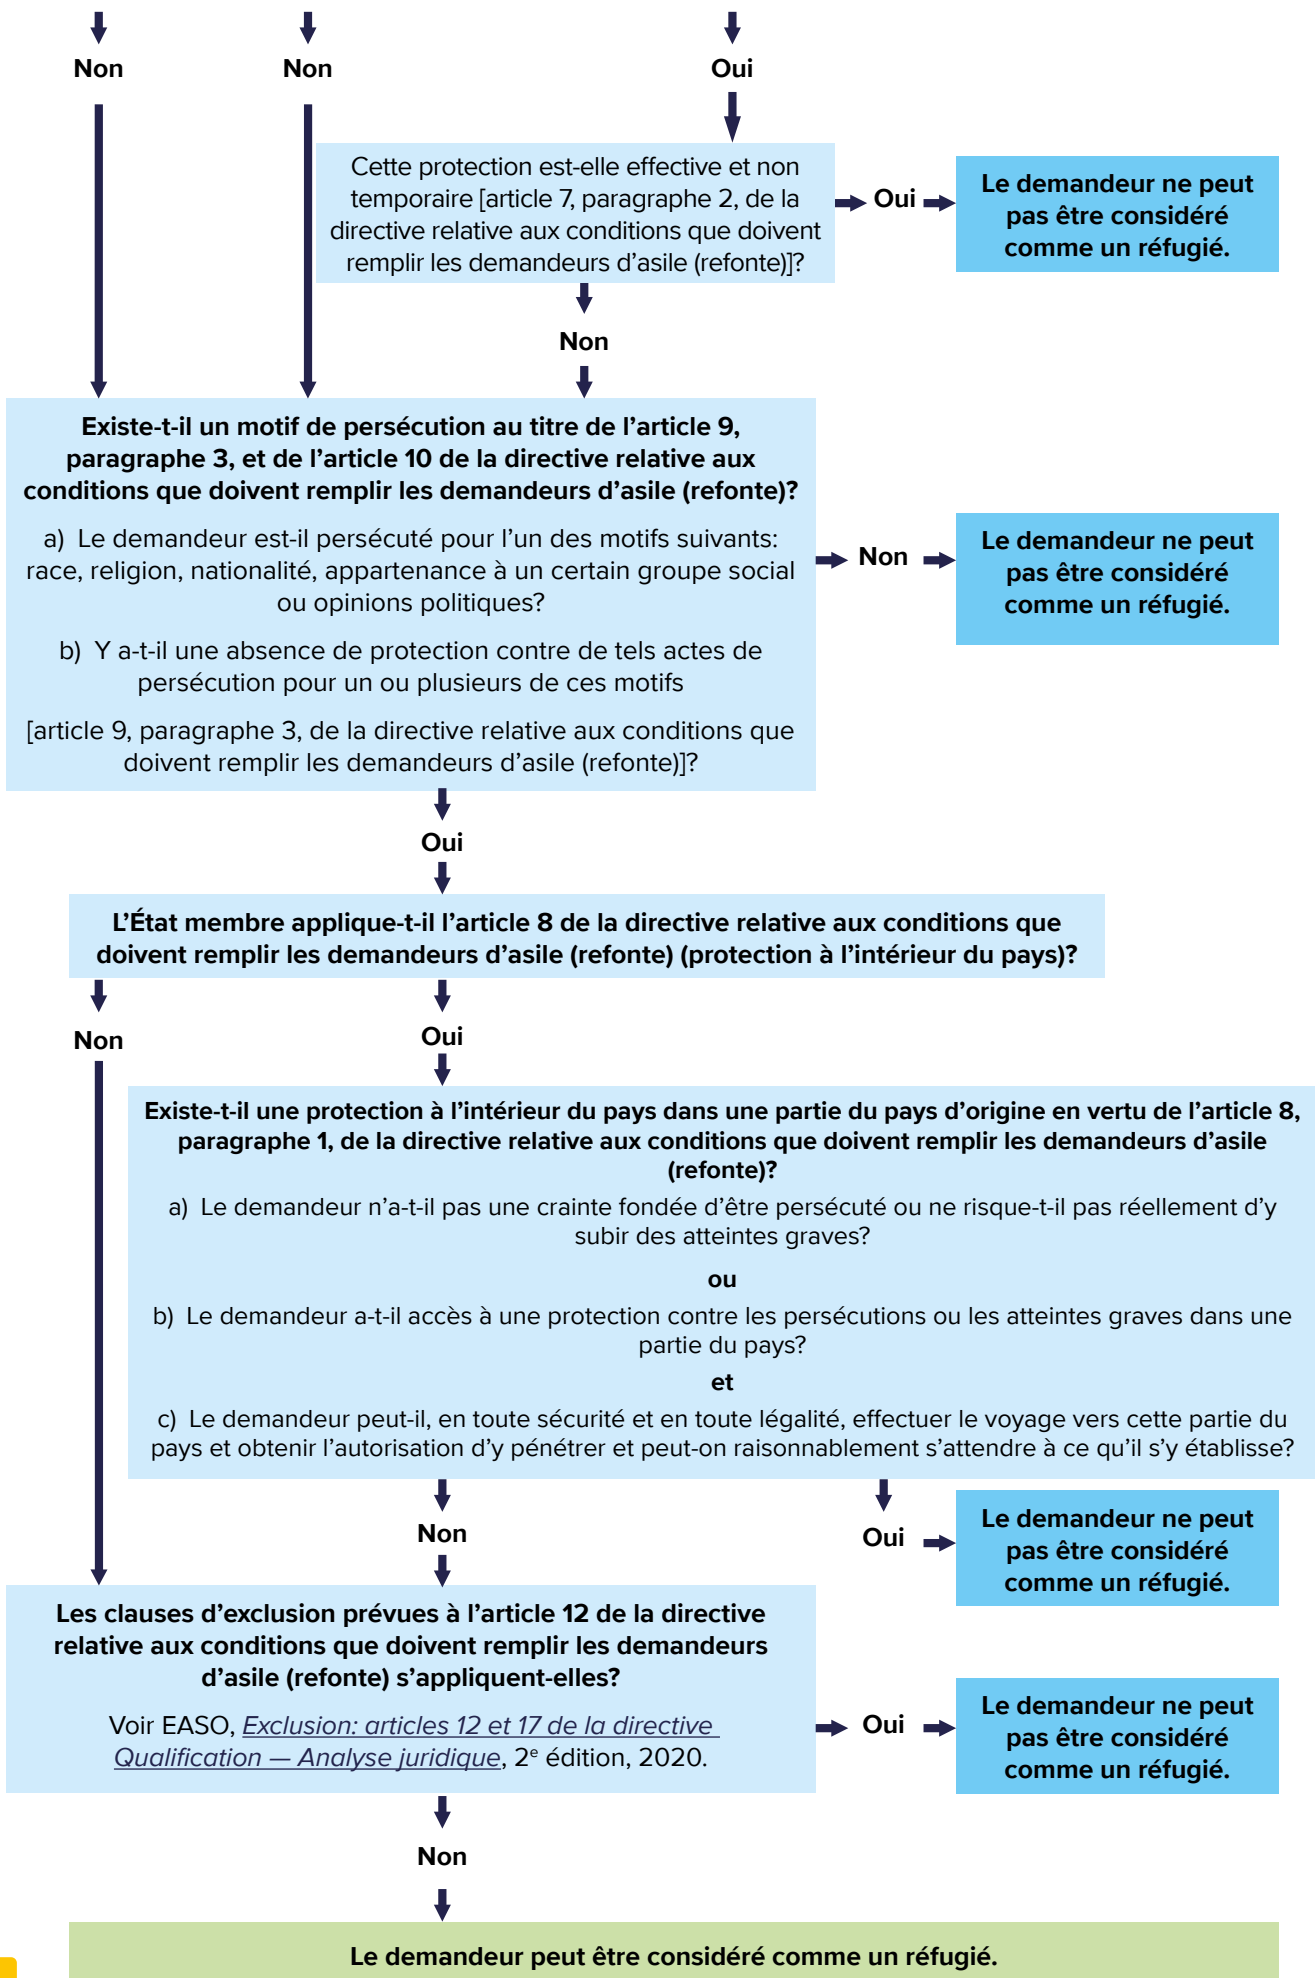 Non
Non
Oui
Cette protection est-elle effective et non
temporaire [article 7, paragraphe 2, de la
directive relative aux conditions que doivent
remplir les demandeurs d’asile (refonte)]?
Oui
Le demandeur ne peut
pas être considéré
comme un réfugié.
Non
Existe-t-il un motif de persécution au titre de l’article 9,
paragraphe 3, et de l’article 10 de la directive relative aux
conditions que doivent remplir les demandeurs d’asile (refonte)?
a) Le demandeur est-il persécuté pour l’un des motifs suivants:
race, religion, nationalité, appartenance à un certain groupe social
ou opinions politiques?
b) Y a-t-il une absence de protection contre de tels actes de
persécution pour un ou plusieurs de ces motifs
[article 9, paragraphe 3, de la directive relative aux conditions que
doivent remplir les demandeurs d’asile (refonte)]?
Non
Le demandeur ne peut
pas être considéré
comme un réfugié.
Oui
L’État membre applique-t-il l’article 8 de la directive relative aux conditions que
doivent remplir les demandeurs d’asile (refonte) (protection à l’intérieur du pays)?
Non
Oui
Existe-t-il une protection à l’intérieur du pays dans une partie du pays d’origine en vertu de l’article 8,
paragraphe 1, de la directive relative aux conditions que doivent remplir les demandeurs d’asile
(refonte)?
a) Le demandeur n’a-t-il pas une crainte fondée d’être persécuté ou ne risque-t-il pas réellement d’y
subir des atteintes graves?
ou
b) Le demandeur a-t-il accès à une protection contre les persécutions ou les atteintes graves dans une
partie du pays?
et
c) Le demandeur peut-il, en toute sécurité et en toute légalité, effectuer le voyage vers cette partie du
pays et obtenir l’autorisation d’y pénétrer et peut-on raisonnablement s’attendre à ce qu’il s’y établisse?
Non
Oui
Le demandeur ne peut
pas être considéré
comme un réfugié.
Les clauses d’exclusion prévues à l’article 12 de la directive
relative aux conditions que doivent remplir les demandeurs
d’asile (refonte) s’appliquent-elles?
Voir EASO, Exclusion: articles 12 et 17 de la directive
Qualification — Analyse juridique, 2e édition, 2020.
Oui
Le demandeur ne peut
pas être considéré
comme un réfugié.
Non
Le demandeur peut être considéré comme un réfugié.